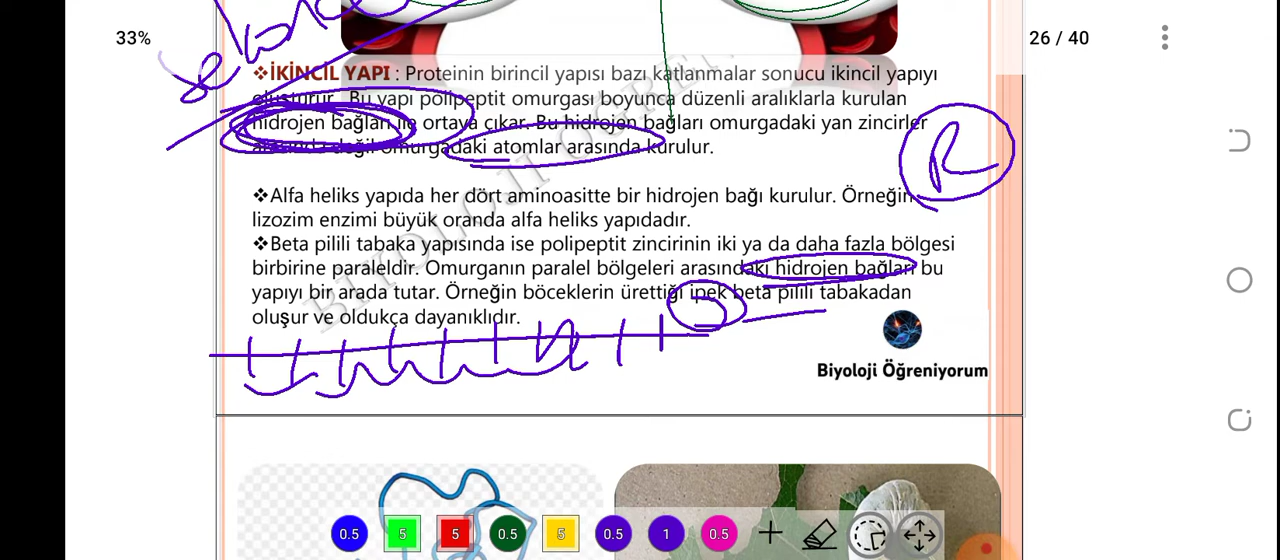 33%
26 / 40
❖İKİNCİL YAPI : Proteinin birincil yapısı bazı katlanmalar sonucu ikincil yapıyı
oluşturur. Bu yapı polipeptit omurgası boyunca düzenli aralıklarla kurulan
hidrojen bağları ile ortaya çıkar. Bu hidrojen bağları omurgadaki yan zincirler
arasında değil omurgadaki atomlar arasında kurulur.
R
❖Alfa heliks yapıda her dört aminoasitte bir hidrojen bağı kurulur. Örneğin
lizozim enzimi büyük oranda alfa heliks yapıdadır.
❖Beta pilili tabaka yapısında ise polipeptit zincirinin iki ya da daha fazla bölgesi
birbirine paraleldir. Omurganın paralel bölgeleri arasındaki hidrojen bağları bu
yapıyı bir arada tutar. Örneğin böceklerin ürettiği ipek beta pilili tabakadan
oluşur ve oldukça dayanıklıdır.
BİYOLOJİ ÖĞREN
Biyoloji Öğreniyorum
0.5 5 5 0.5 5 0.5 1 0.5